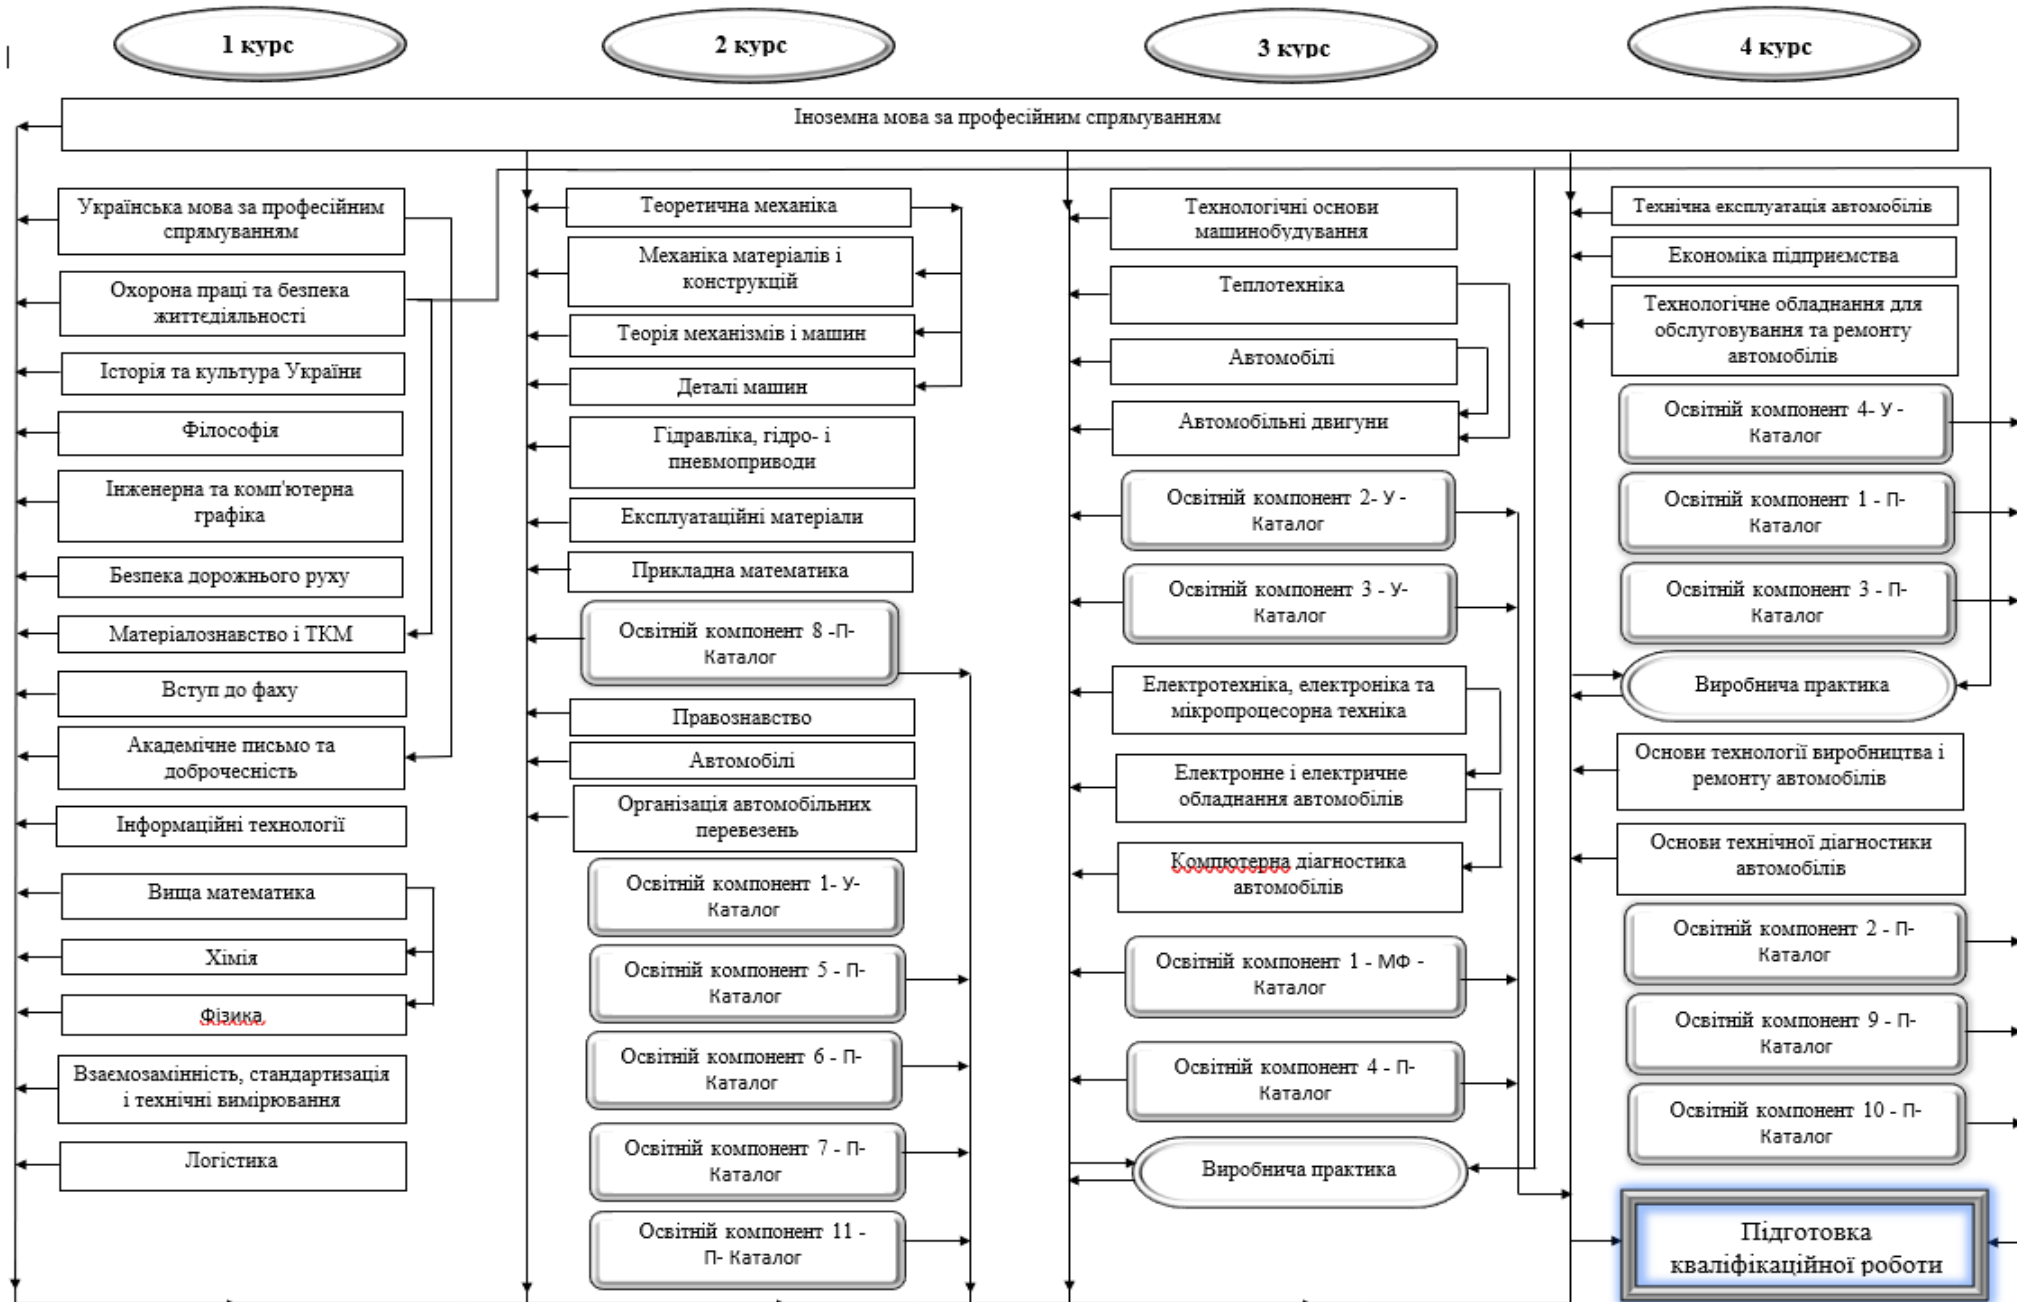 1 курс
2 курс
3 курс
4 курс
Іноземна мова за професійним спрямуванням
Українська мова за професійним
спрямуванням
Охорона праці та безпека
життєдіяльності
Історія та культура України
Філософія
Інженерна та комп'ютерна
графіка
Безпека дорожнього руху
Матеріалознавство і ТКМ
Вступ до фаху
Академічне письмо та
доброчесність
Інформаційні технології
Вища математика
Хімія
Фізика
Взаємозамінність, стандартизація
і технічні вимірювання
Логістика
Теоретична механіка
Механіка матеріалів і
конструкцій
Теорія механізмів і машин
Деталі машин
Гідравліка, гідро- і
пневмоприводи
Експлуатаційні матеріали
Прикладна математика
Освітній компонент 8 -П-
Каталог
Правознавство
Автомобілі
Організація автомобільних
перевезень
Освітній компонент 1- У-
Каталог
Освітній компонент 5 - П-
Каталог
Освітній компонент 6 - П-
Каталог
Освітній компонент 7 - П-
Каталог
Освітній компонент 11 -
П- Каталог
Технологічні основи
машинобудування
Теплотехніка
Автомобілі
Автомобільні двигуни
Освітній компонент 2- У -
Каталог
Освітній компонент 3 - У-
Каталог
Електротехніка, електроніка та
мікропроцесорна техніка
Електронне і електричне
обладнання автомобілів
Компютерна діагностика
автомобілів
Освітній компонент 1 - МФ -
Каталог
Освітній компонент 4 - П-
Каталог
Виробнича практика
Технічна експлуатація автомобілів
Економіка підприємства
Технологічне обладнання для
обслуговування та ремонту
автомобілів
Освітній компонент 4- У -
Каталог
Освітній компонент 1 - П-
Каталог
Освітній компонент 3 - П-
Каталог
Виробнича практика
Основи технології виробництва і
ремонту автомобілів
Основи технічної діагностики
автомобілів
Освітній компонент 2 - П-
Каталог
Освітній компонент 9 - П-
Каталог
Освітній компонент 10 - П-
Каталог
Підготовка
кваліфікаційної роботи